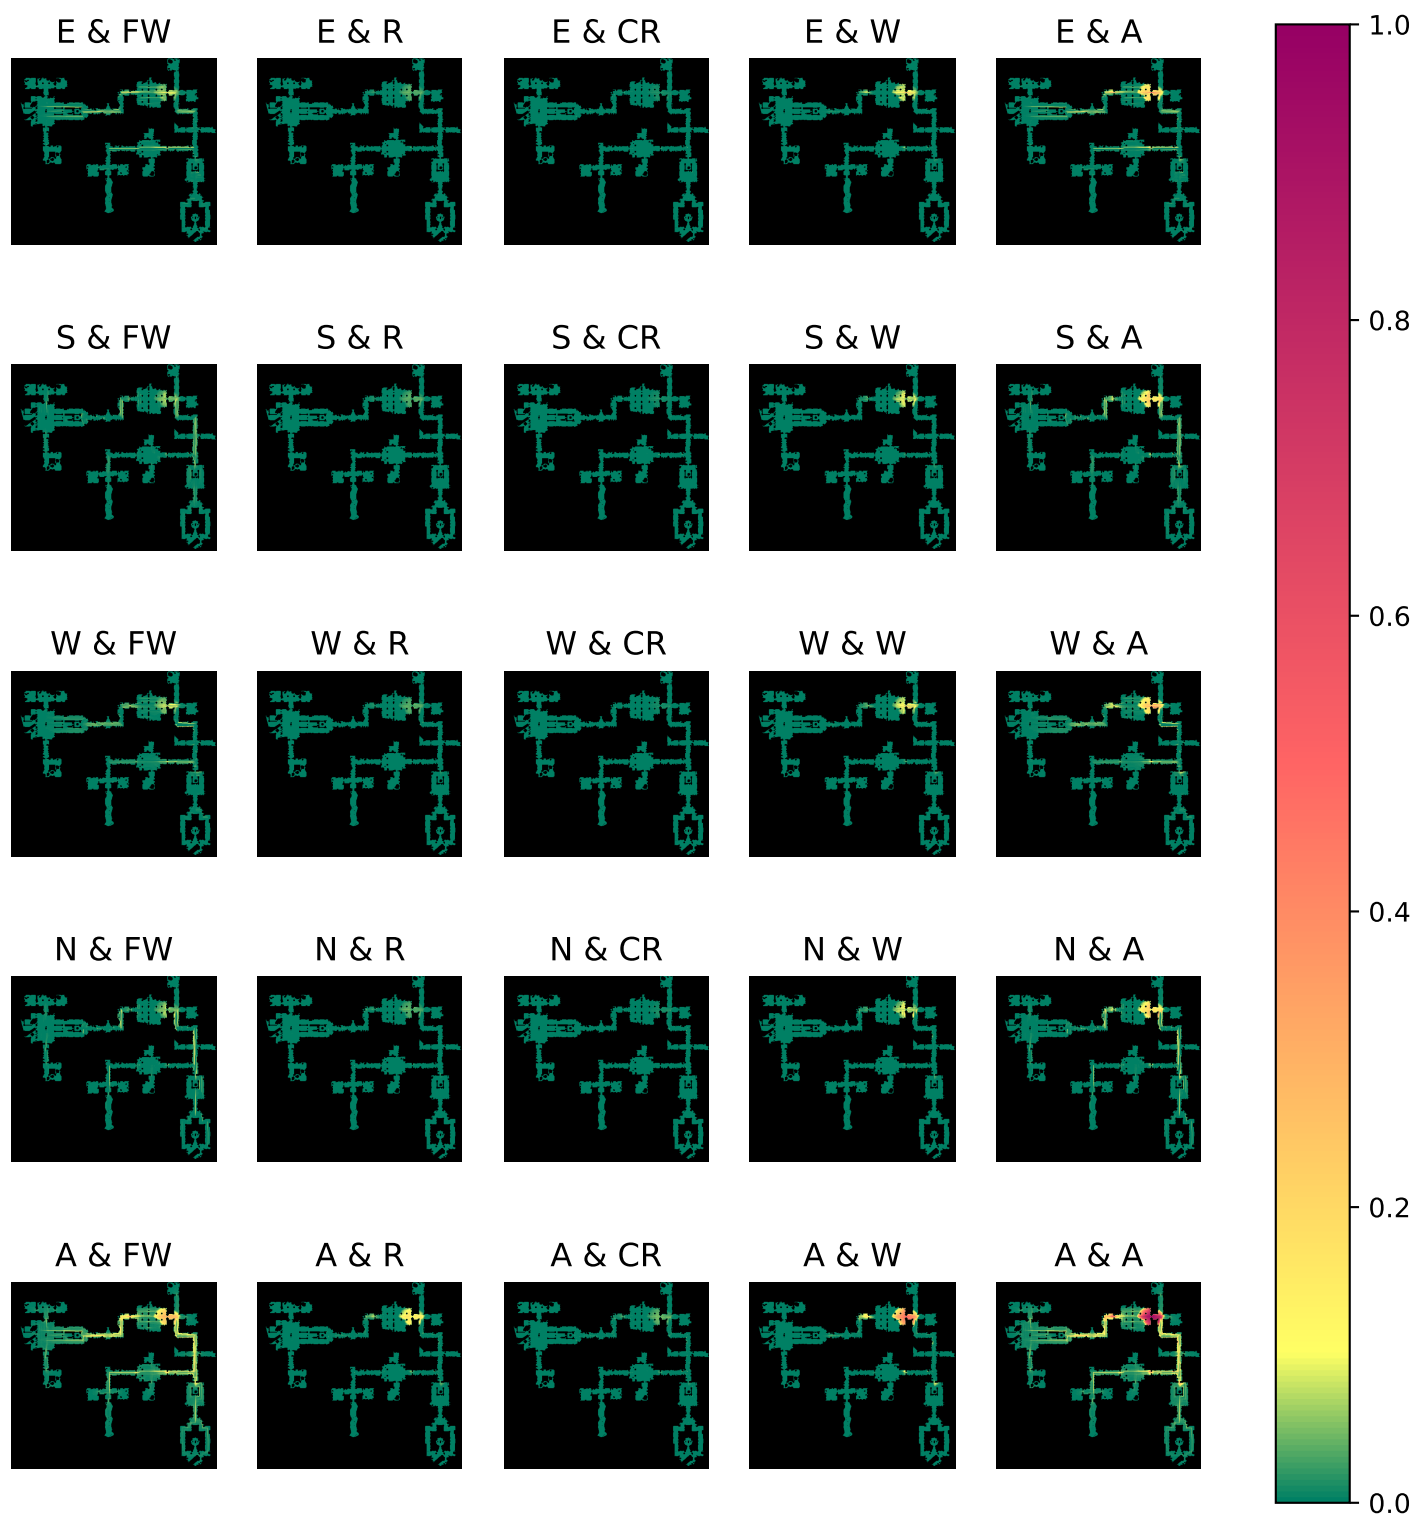 E & FW E & R E & CR E & W E & A 1.0
S & FW S & R S & CR S & W S & A 0.8
W & FW W & R W & CR W & W W & A 0.6
N & FW N & R N & CR N & W N & A 0.4
0.2
A & FW A & R A & CR A & W A & A
0.0